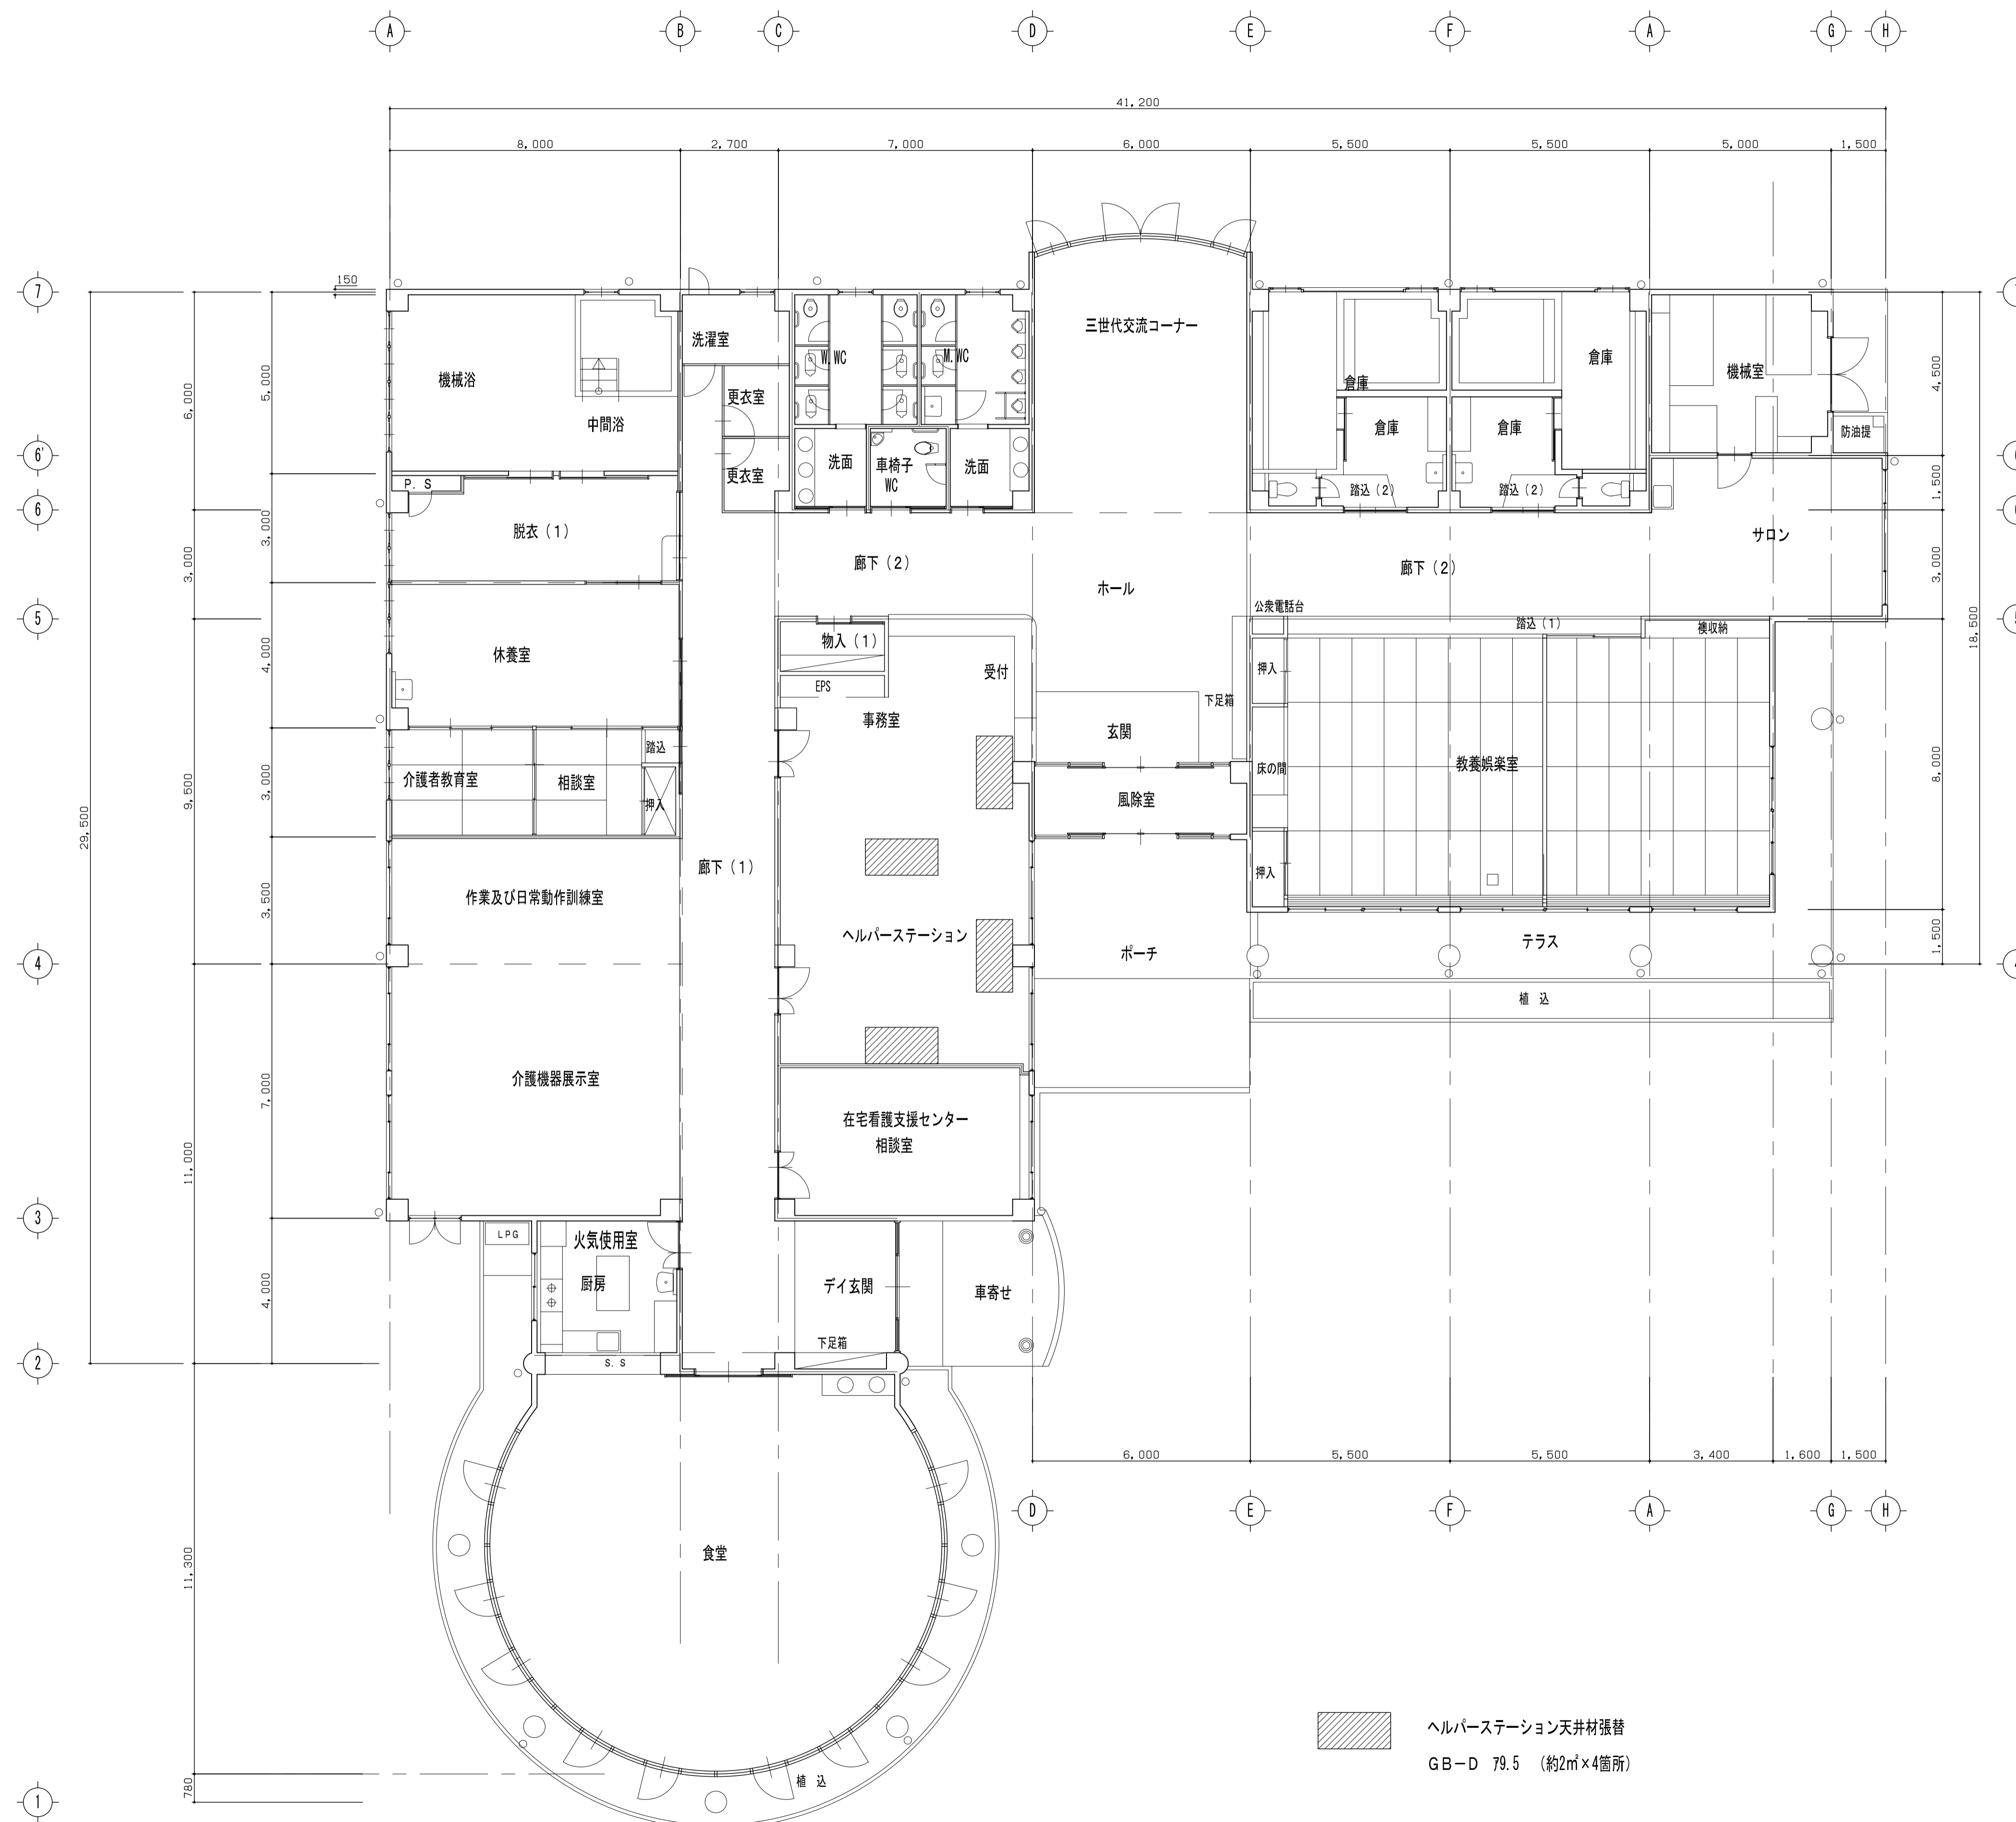 A B C D E F A G H
41,200
8,000 2,700 7,000 6,000 5,500 5,500 5,000 1,500
7
150
三世代交流コーナー
洗濯室
機械浴
W.WC
M.WC
倉庫
倉庫
機械室
6,000
5,000
4,500
更衣室
中間浴
倉庫
倉庫
防油提
6'
洗面
車椅子
WC
洗面
更衣室
P.S
踏込(2)
踏込(2)
1,500
6
脱衣(1)
サロン
3,000
3,000
廊下(2)
廊下(2)
3,000
ホール
公衆電話台
5
踏込(1)
襖収納
18,500
物入(1)
休養室
4,000
受付
押入
EPS
下足箱
事務室
玄関
踏込
介護者教育室
相談室
教養娯楽室
床の間
8,000
3,000
9,500
押入
風除室
29,500
廊下(1)
押入
作業及び日常動作訓練室
3,500
ヘルパーステーション
テラス
1,500
ポーチ
4
植 込
介護機器展示室
7,000
在宅看護支援センター
相談室
11,000
3
LPG
火気使用室
厨房
デイ玄関
車寄せ
4,000
下足箱
2
S.S
6,000 5,500 5,500 3,400 1,600 1,500
D E F A G H
食堂
11,300
植 込
780
1
ヘルパーステーション天井材張替
GB-D ｱ9.5 (約2㎡×4箇所)